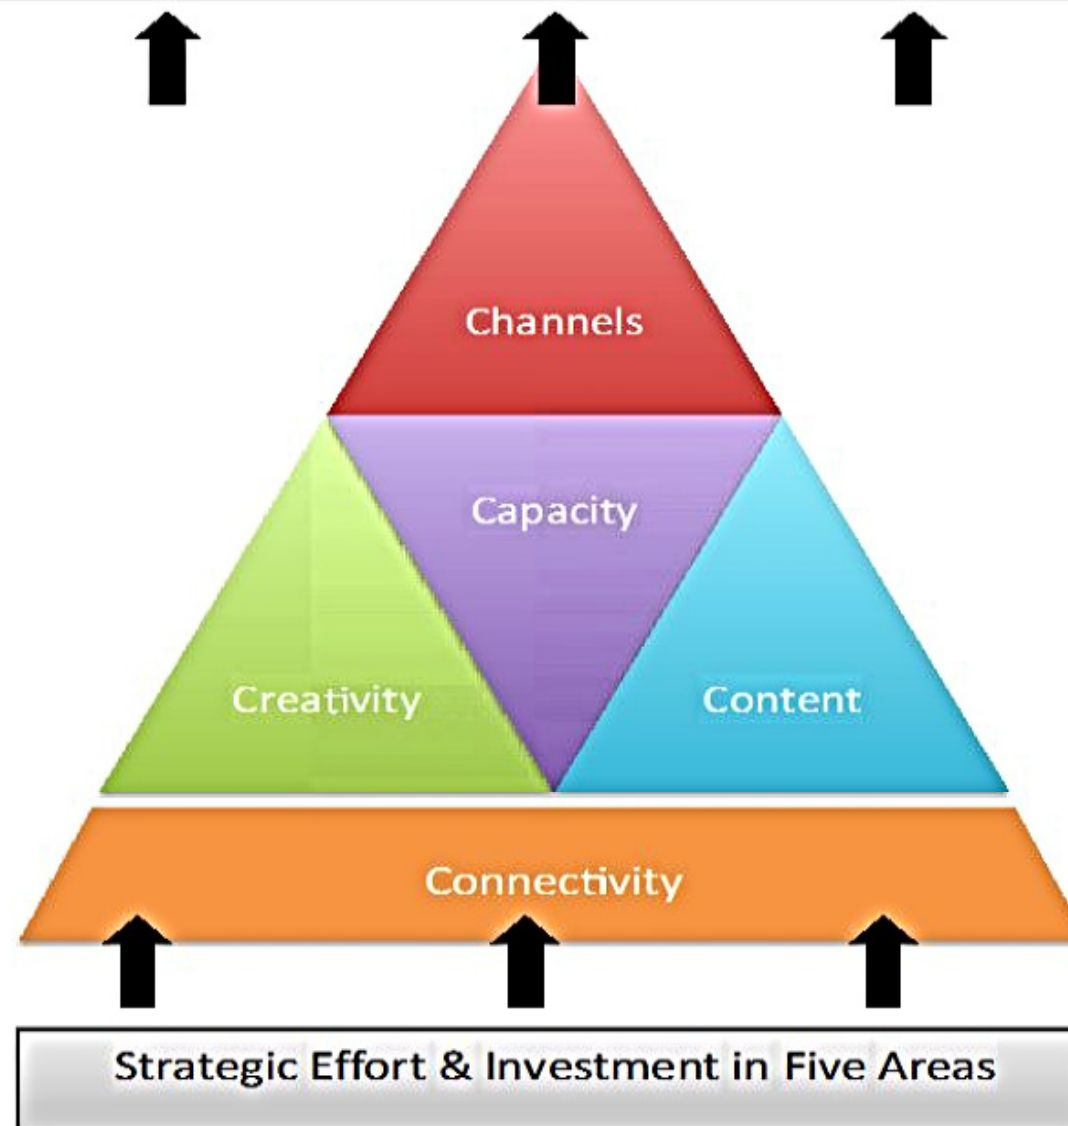 Channels
Capacity
Creativity
Content
Connectivity
Strategic Effort & Investment in Five Areas